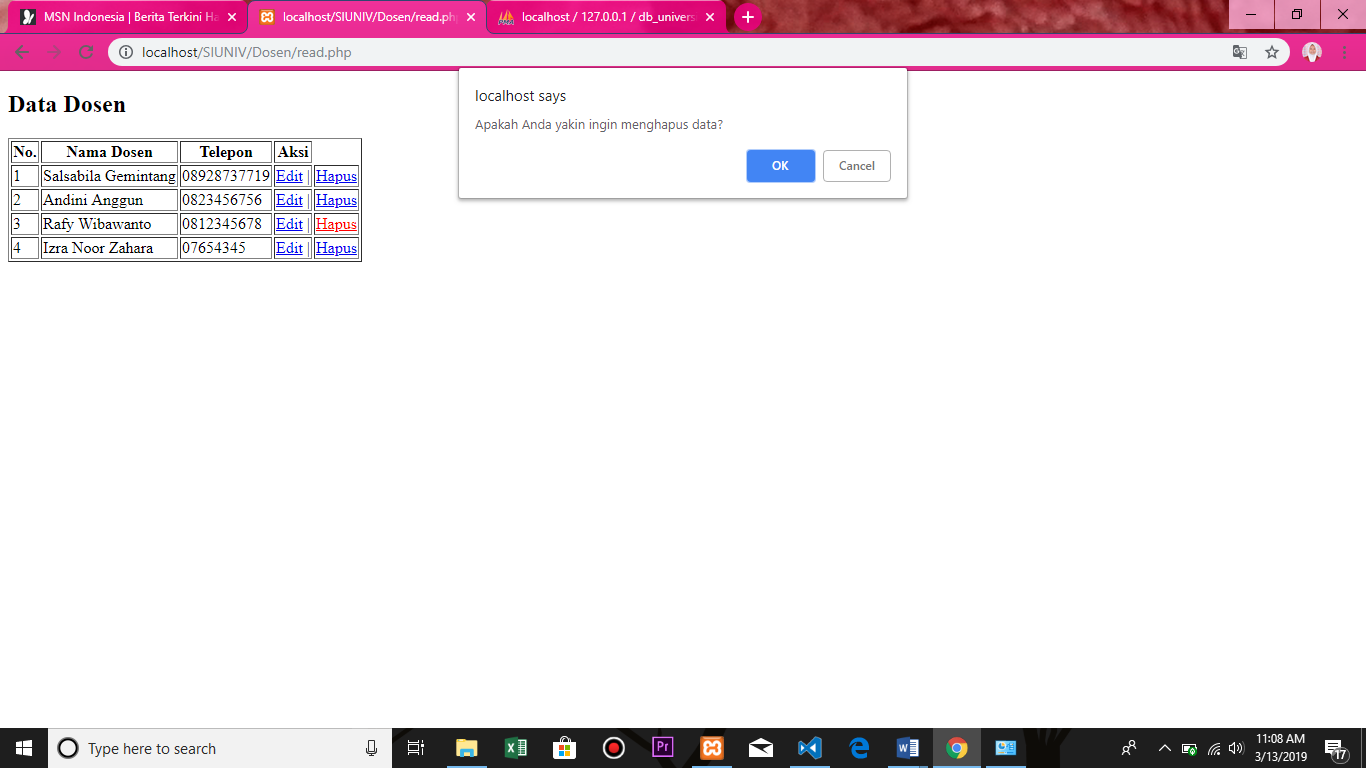 MSN Indonesia | Berita Terkini Ha
localhost/SIUNIV/Dosen/read.ph
localhost / 127.0.0.1 / db_univers
localhost/SIUNIV/Dosen/read.php
localhost says
Apakah Anda yakin ingin menghapus data?
OK Cancel
Data Dosen
No. Nama Dosen Telepon Aksi
1 Salsabila Gemintang 08928737719 Edit | Hapus
2 Andini Anggun 0823456756 Edit | Hapus
3 Rafy Wibawanto 0812345678 Edit | Hapus
4 Izra Noor Zahara 07654345 Edit | Hapus
Type here to search
Pr
11:08 AM
3/13/2019
17